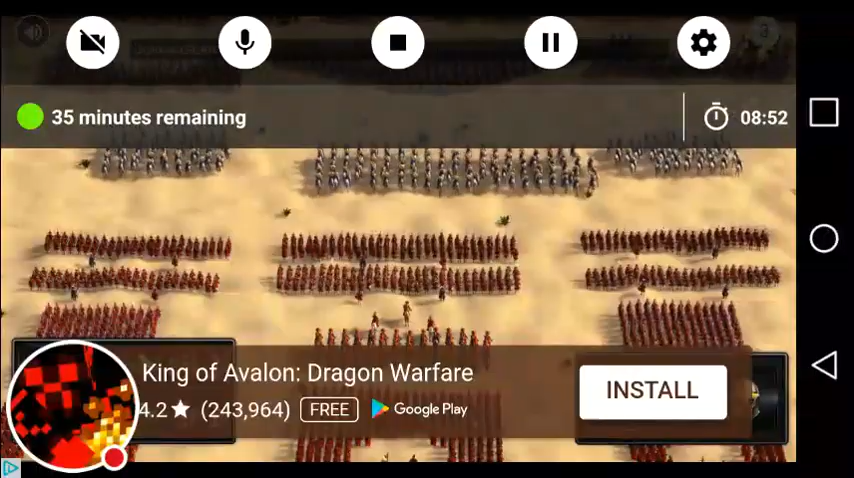 35 minutes remaining
08:52
King of Avalon: Dragon Warfare
INSTALL
4.2★ (243,964) FREE Google Play